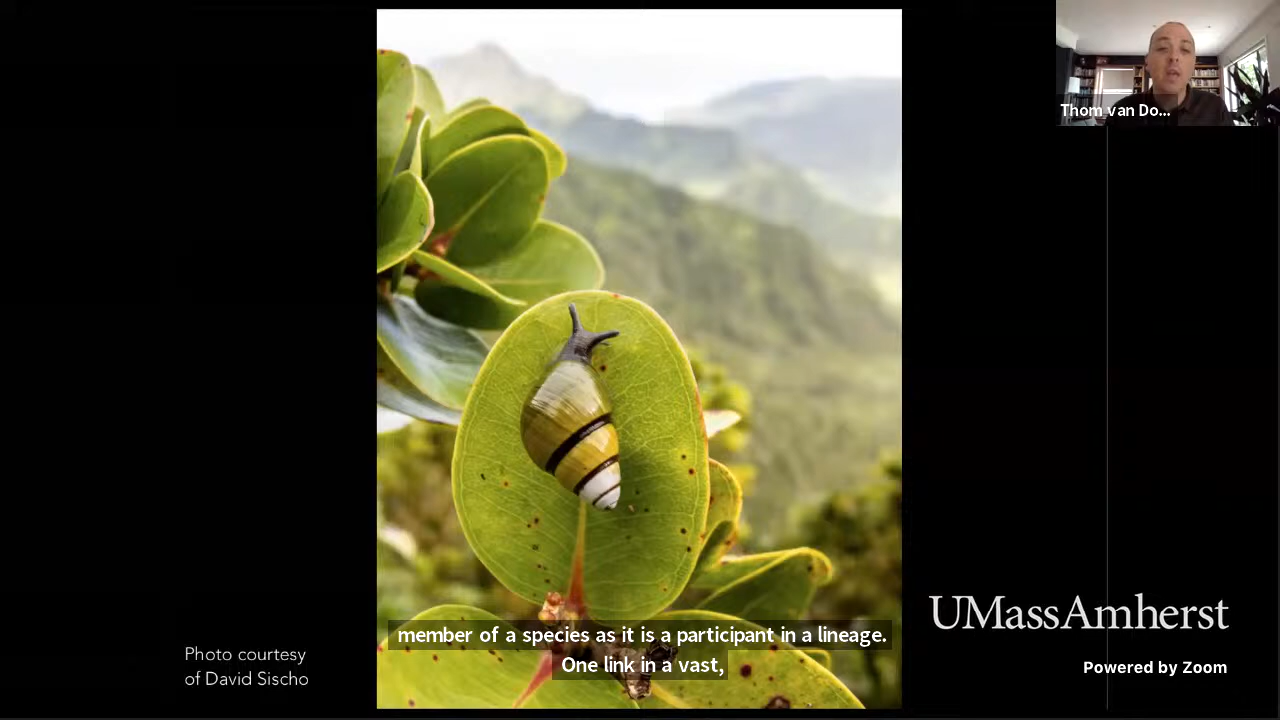 Thom van Do...
member of a species as it is a participant in a lineage.
One link in a vast,
Photo courtesy
of David Sischo
UMassAmherst
Powered by Zoom